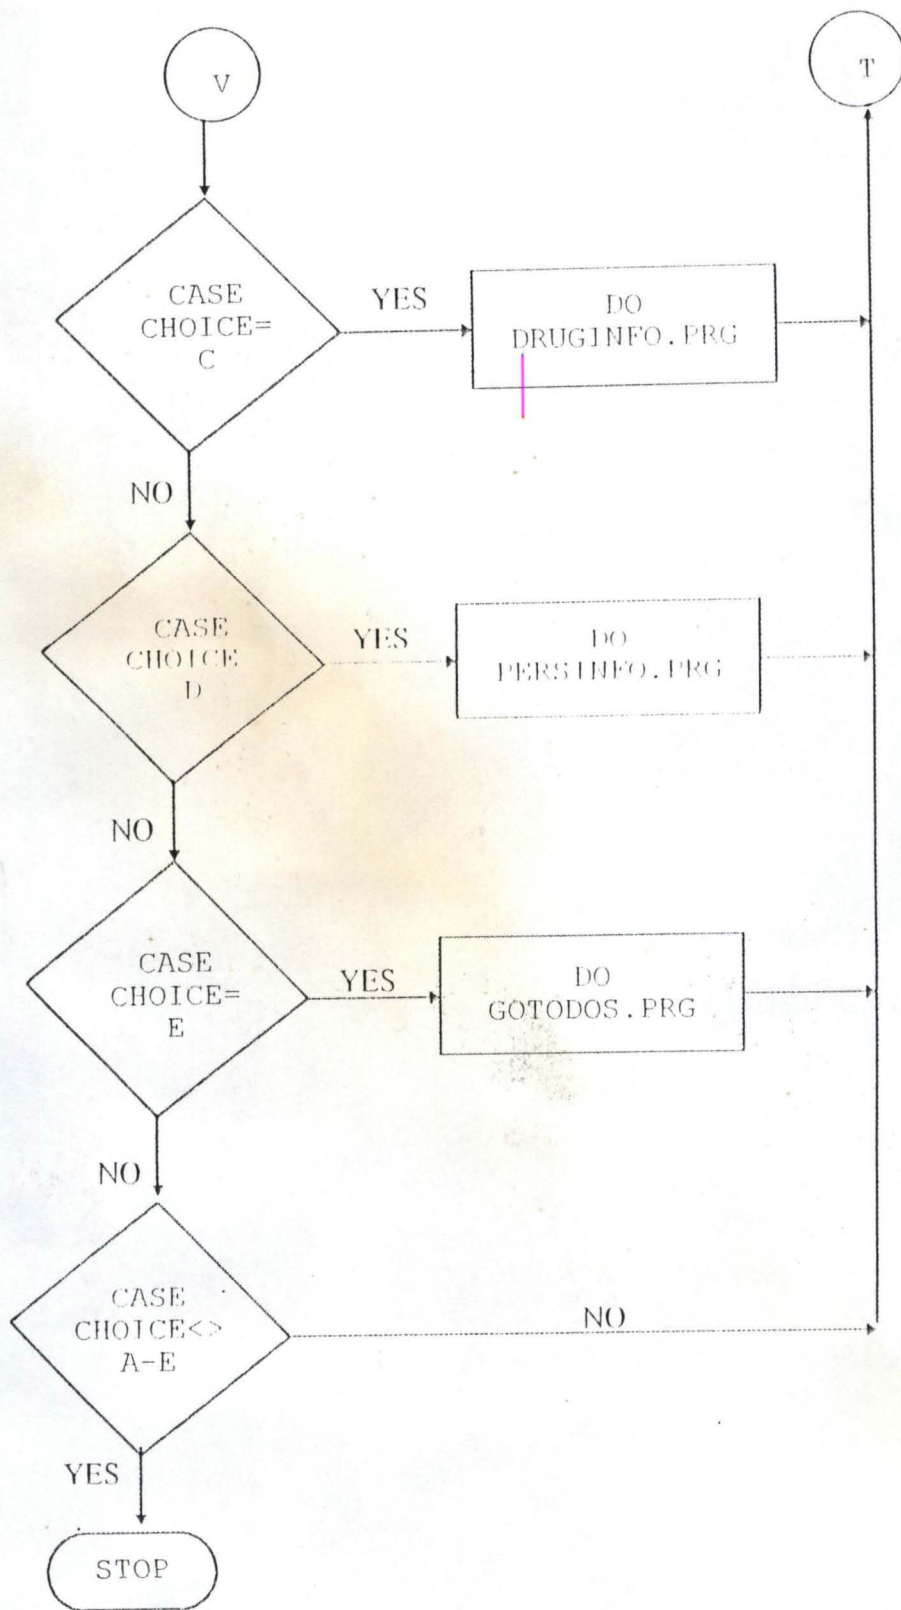 V
T
CASE
CHOICE=
C
YES
DO
DRUGINFO.PRG
NO
CASE
CHOICE
D
YES
DO
PERSINFO.PRG
NO
CASE
CHOICE=
E
YES
DO
GOTODOS.PRG
NO
CASE
CHOICE<>
A-E
NO
YES
STOP